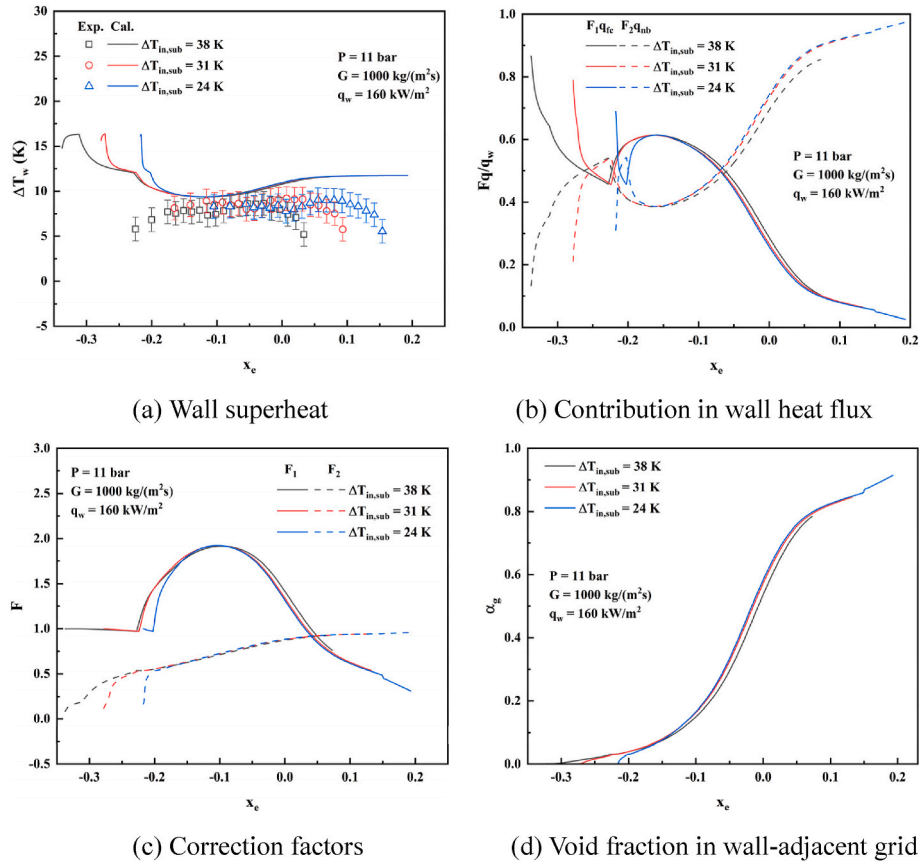 30
25
20
15
10
5
0
-5
ΔT_w (K)
Exp. Cal.
ΔT_in,sub = 38 K
ΔT_in,sub = 31 K
ΔT_in,sub = 24 K
P = 11 bar
G = 1000 kg/(m²s)
q_w = 160 kW/m²
-0.3 -0.2 -0.1 0.0 0.1 0.2
x_e
(a) Wall superheat
1.0
0.8
0.6
0.4
0.2
0.0
Fq/q_w
F₁q_fc F₂q_nb
ΔT_in,sub = 38 K
ΔT_in,sub = 31 K
ΔT_in,sub = 24 K
P = 11 bar
G = 1000 kg/(m²s)
q_w = 160 kW/m²
-0.3 -0.2 -0.1 0.0 0.1 0.2
x_e
(b) Contribution in wall heat flux
3.0
2.5
2.0
1.5
1.0
0.5
0.0
-0.5
F
P = 11 bar
G = 1000 kg/(m²s)
q_w = 160 kW/m²
F₁ F₂
ΔT_in,sub = 38 K
ΔT_in,sub = 31 K
ΔT_in,sub = 24 K
-0.3 -0.2 -0.1 0.0 0.1 0.2
x_e
(c) Correction factors
1.0
0.8
0.6
0.4
0.2
0.0
α_g
ΔT_in,sub = 38 K
ΔT_in,sub = 31 K
ΔT_in,sub = 24 K
P = 11 bar
G = 1000 kg/(m²s)
q_w = 160 kW/m²
-0.3 -0.2 -0.1 0.0 0.1 0.2
x_e
(d) Void fraction in wall-adjacent grid